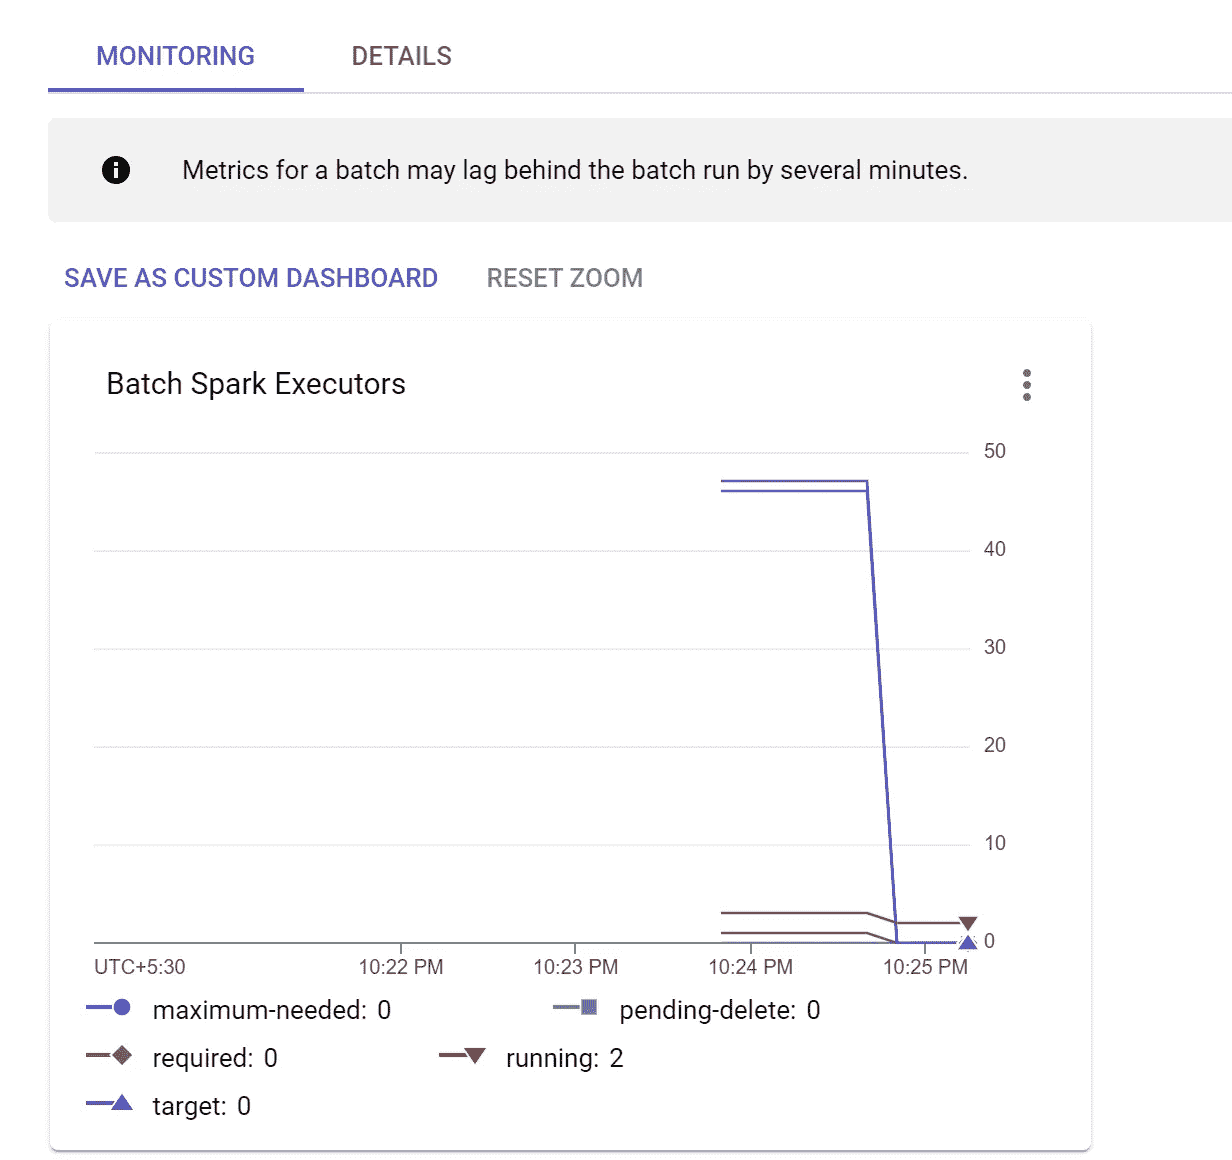 MONITORING DETAILS
Metrics for a batch may lag behind the batch run by several minutes.
SAVE AS CUSTOM DASHBOARD RESET ZOOM
Batch Spark Executors
50
40
30
20
10
0
UTC+5:30 10:22 PM 10:23 PM 10:24 PM 10:25 PM
maximum-needed: 0 pending-delete: 0
required: 0 running: 2
target: 0